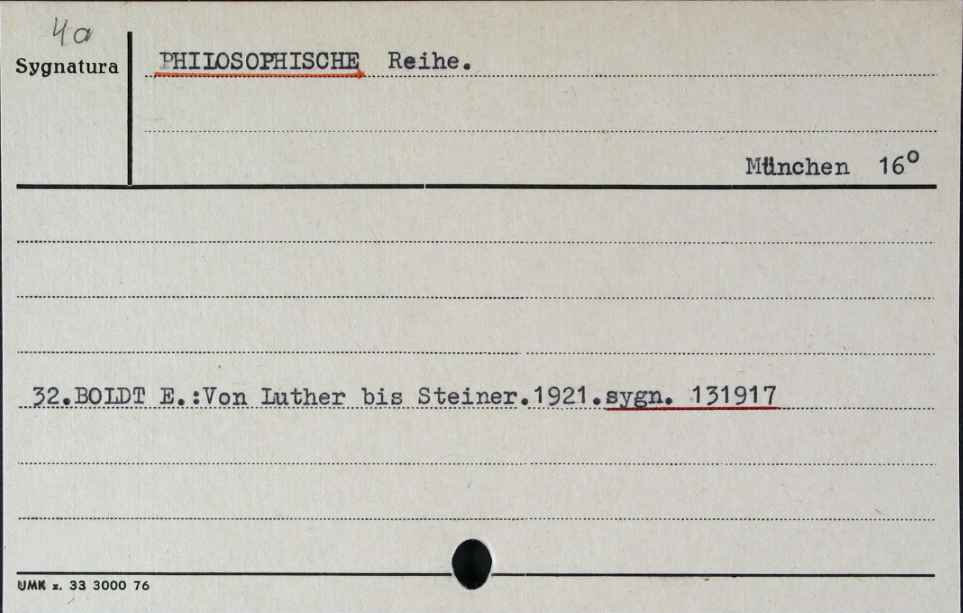 4a
Sygnatura
PHILOSOPHISCHE Reihe.
München 16°
32.BOLDT E.:Von Luther bis Steiner.1921.sygn. 131917
UMK z. 33 3000 76